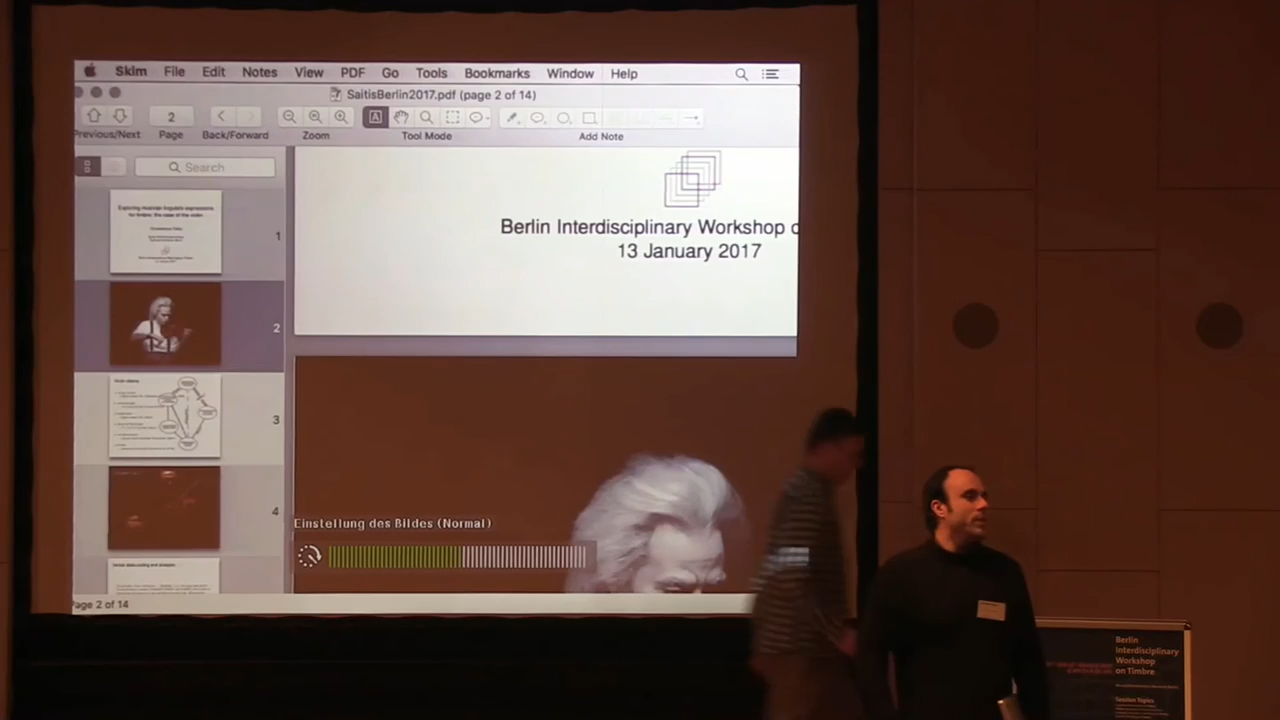 Skim File Edit Notes View PDF Go Tools Bookmarks Window Help
SaitisBerlin2017.pdf (page 2 of 14)
2
Previous/Next Page Back/Forward Zoom Tool Mode Add Note
Search
1
2
3
4
Berlin Interdisciplinary Workshop o
13 January 2017
Einstellung des Bildes (Normal)
Page 2 of 14
Berlin
Interdisciplinary
Workshop
on Timbre
Session Topics